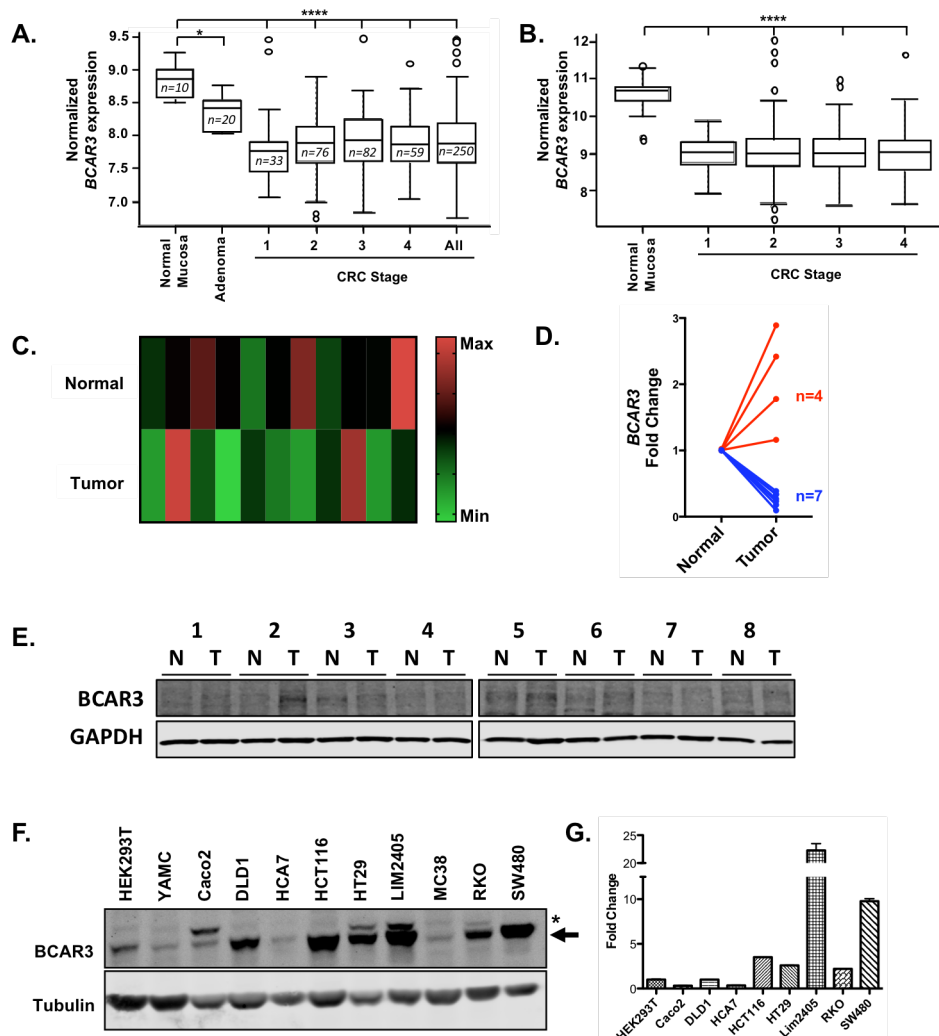 A.
Normalized
BCAR3 expression
9.5
9.0
8.5
8.0
7.5
7.0
****
*
n=10
n=20
n=33
n=76
n=82
n=59
n=250
Normal
Mucosa
Adenoma
1
2
3
4
All
CRC Stage
B.
Normalized
BCAR3 expression
12
11
10
9
8
****
Normal
Mucosa
1
2
3
4
CRC Stage
C.
Normal
Tumor
Max
Min
D.
BCAR3
Fold Change
3
2
1
0
n=4
n=7
Normal
Tumor
E.
1 2 3 4 5 6 7 8
N T N T N T N T N T N T N T N T
BCAR3
GAPDH
F.
HEK293T
YAMC
Caco2
DLD1
HCA7
HCT116
HT29
LIM2405
MC38
RKO
SW480
BCAR3
*
Tubulin
G.
Fold Change
25
20
10
5
0
HEK293T
Caco2
DLD1
HCA7
HCT116
HT29
Lim2405
RKO
SW480